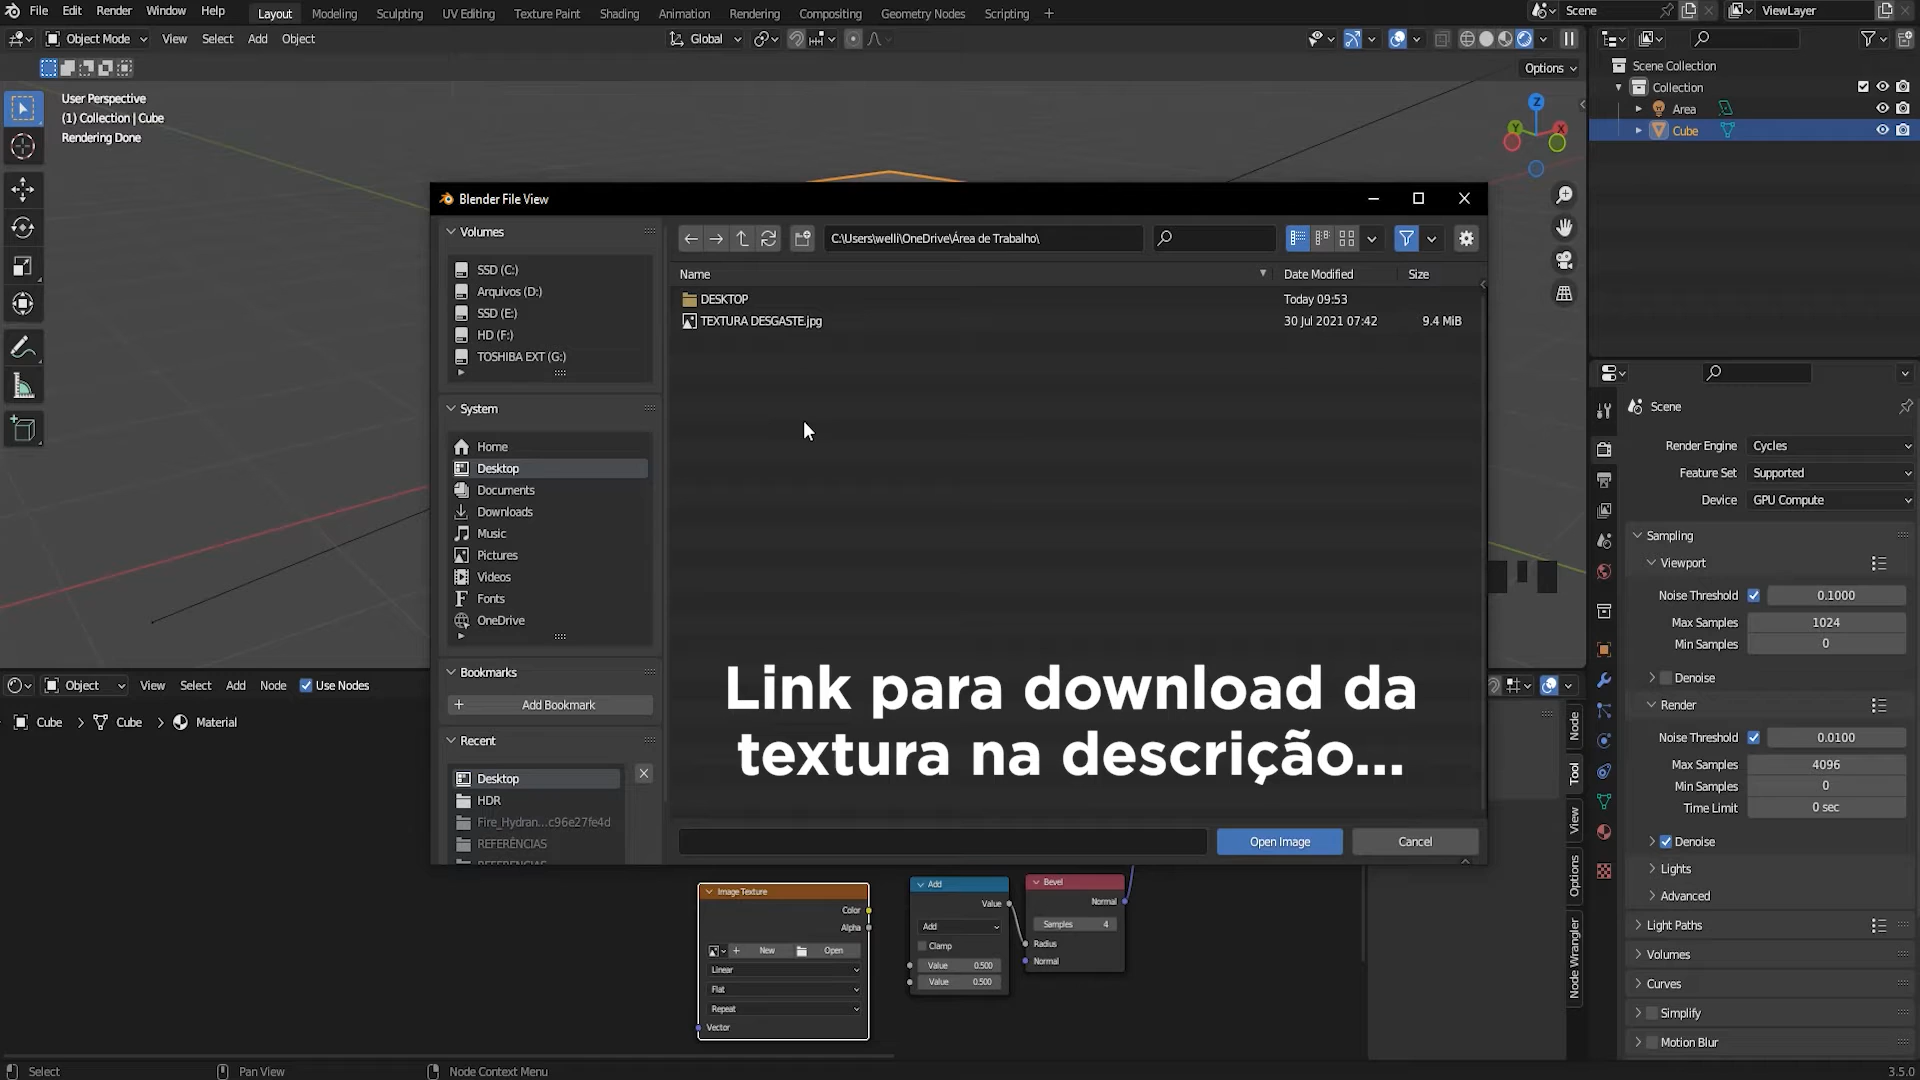 File Edit Render Window Help Layout Modeling Sculpting UV Editing Texture Paint Shading Animation Rendering Compositing Geometry Nodes Scripting + Scene ViewLayer
Object Mode View Select Add Object Global
Options
User Perspective
(1) Collection | Cube
Rendering Done
Scene Collection
Collection
Area
Cube
Blender File View
Volumes
SSD (C:)
Arquivos (D:)
SSD (E:)
HD (F:)
TOSHIBA EXT (G:)
System
Home
Desktop
Documents
Downloads
Music
Pictures
Videos
Fonts
OneDrive
Bookmarks
Add Bookmark
Recent
Desktop
HDR
Fire_Hydran...c96e27fe4d
REFERÊNCIAS
C:\Users\welli\OneDrive\Área de Trabalho\
Name Date Modified Size
DESKTOP Today 09:53
TEXTURA DESGASTE.jpg 30 Jul 2021 07:42 9.4 MiB
Link para download da
textura na descrição...
Open Image Cancel
Scene
Render Engine Cycles
Feature Set Supported
Device GPU Compute
Sampling
Viewport
Noise Threshold 0.1000
Max Samples 1024
Min Samples 0
Denoise
Render
Noise Threshold 0.0100
Max Samples 4096
Min Samples 0
Time Limit 0 sec
Denoise
Lights
Advanced
Light Paths
Volumes
Curves
Simplify
Motion Blur
Object View Select Add Node Use Nodes
Cube Cube Material
Node
Tool
View
Options
Node Wrangler
Image Texture
Color
Alpha
New Open
Linear
Flat
Repeat
Vector
Add
Value
Add
Clamp
Value 0.500
Value 0.500
Bevel
Normal
Samples 4
Radius
Normal
Select Pan View Node Context Menu 3.5.0